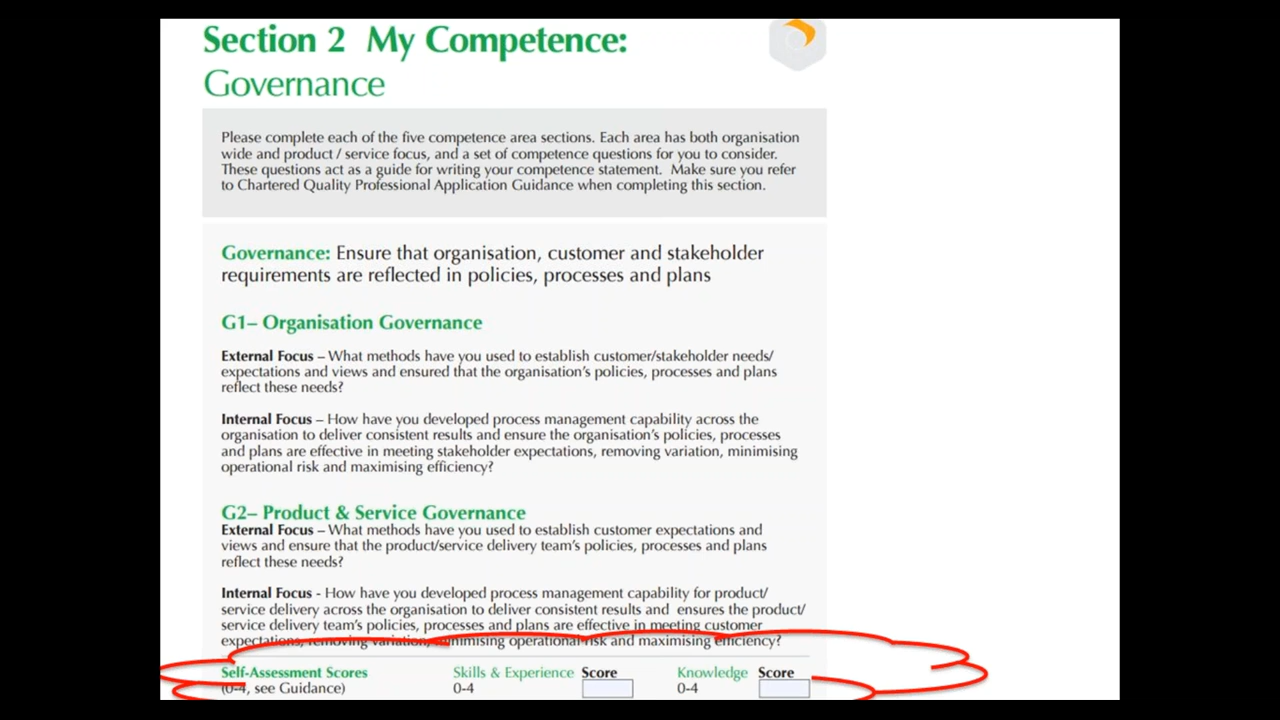 Section 2 My Competence:
Governance
Please complete each of the five competence area sections. Each area has both organisation
wide and product / service focus, and a set of competence questions for you to consider.
These questions act as a guide for writing your competence statement. Make sure you refer
to Chartered Quality Professional Application Guidance when completing this section.
Governance: Ensure that organisation, customer and stakeholder
requirements are reflected in policies, processes and plans
G1– Organisation Governance
External Focus – What methods have you used to establish customer/stakeholder needs/
expectations and views and ensured that the organisation's policies, processes and plans
reflect these needs?
Internal Focus – How have you developed process management capability across the
organisation to deliver consistent results and ensure the organisation's policies, processes
and plans are effective in meeting stakeholder expectations, removing variation, minimising
operational risk and maximising efficiency?
G2– Product & Service Governance
External Focus – What methods have you used to establish customer expectations and
views and ensure that the product/service delivery team's policies, processes and plans
reflect these needs?
Internal Focus - How have you developed process management capability for product/
service delivery across the organisation to deliver consistent results and ensures the product/
service delivery team's policies, processes and plans are effective in meeting customer
expectations, removing variation, minimising operational risk and maximising efficiency?
Self-Assessment Scores Skills & Experience Score Knowledge Score
(0-4, see Guidance) 0-4 0-4